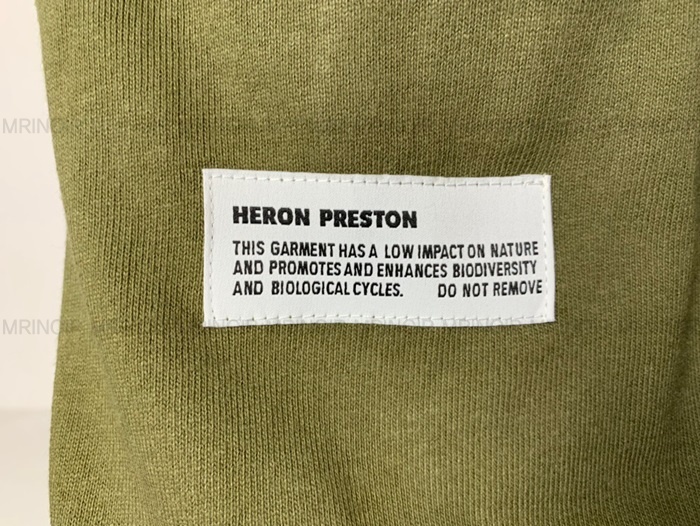 HERON PRESTON
THIS GARMENT HAS A LOW IMPACT ON NATURE
AND PROMOTES AND ENHANCES BIODIVERSITY
AND BIOLOGICAL CYCLES. DO NOT REMOVE